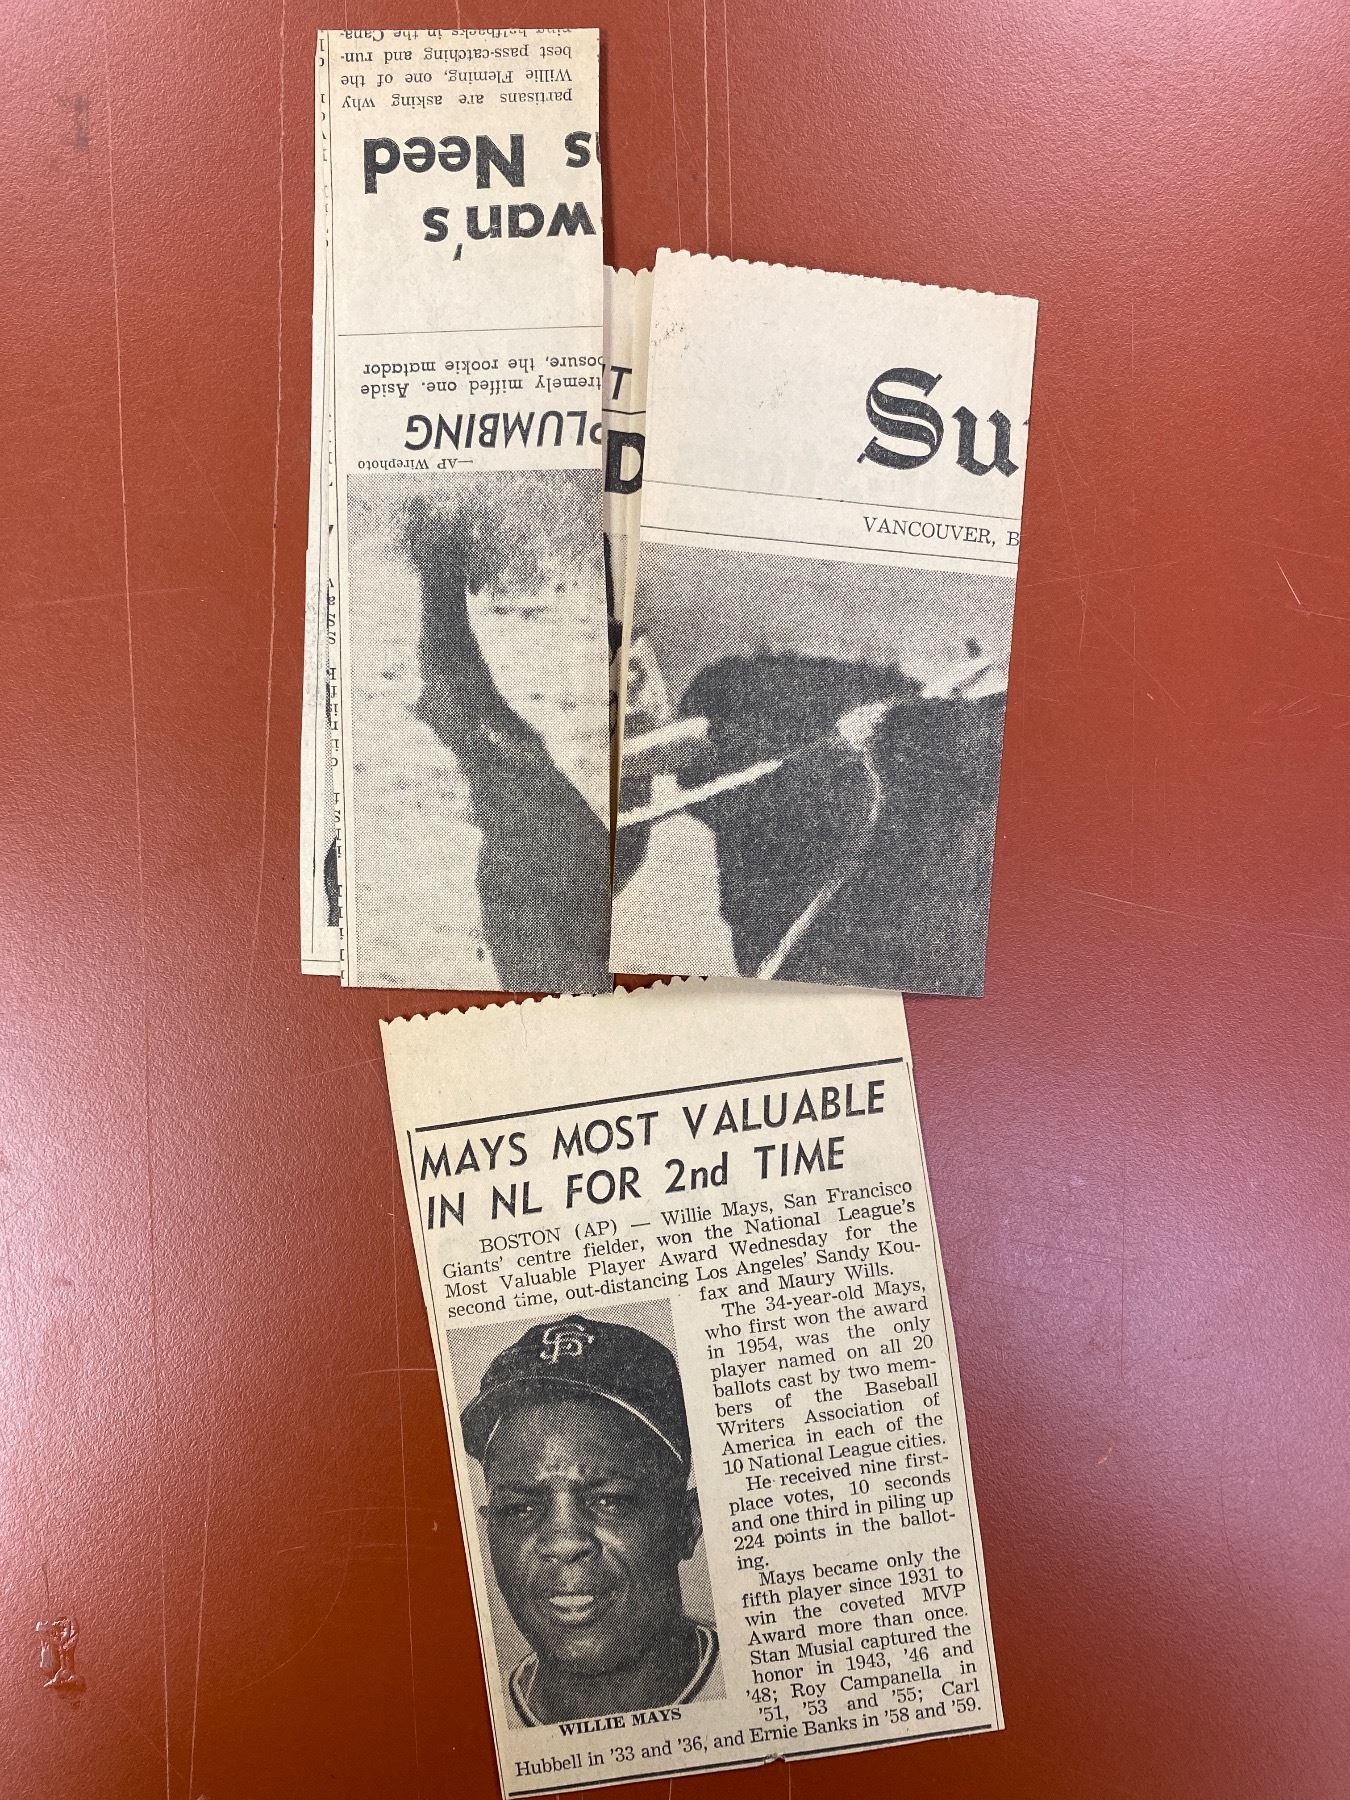 ning halfbacks in the Cana-
best pass-catching and run-
Willie Fleming, one of the
partisans are asking why
s Need
wan's
osure, the rookie matador
tremely miffed one. Aside
PLUMBING
—AP Wirephoto
T
D
Su
VANCOUVER, B
MAYS MOST VALUABLE
IN NL FOR 2nd TIME
BOSTON (AP) — Willie Mays, San Francisco
Giants' centre fielder, won the National League's
Most Valuable Player Award Wednesday for the
second time, out-distancing Los Angeles' Sandy Kou-
fax and Maury Wills.
The 34-year-old Mays,
who first won the award
in 1954, was the only
player named on all 20
ballots cast by two mem-
bers of the Baseball
Writers Association of
America in each of the
10 National League cities.
He received nine first-
place votes, 10 seconds
and one third in piling up
224 points in the ballot-
ing.
Mays became only the
fifth player since 1931 to
win the coveted MVP
Award more than once.
Stan Musial captured the
honor in 1943, '46 and
'48; Roy Campanella in
'51, '53 and '55; Carl
Hubbell in '33 and '36, and Ernie Banks in '58 and '59.
SF
WILLIE MAYS